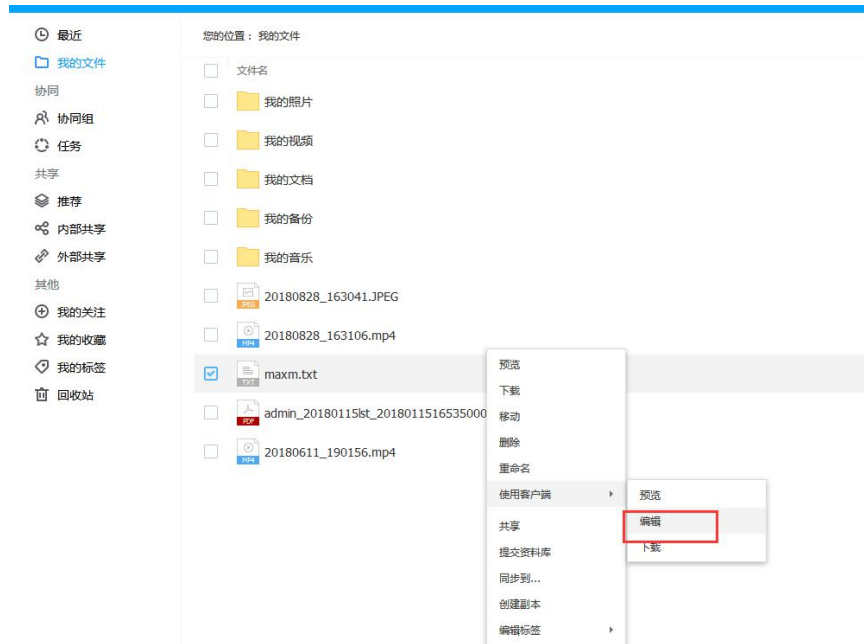 最近
我的文件
协同
协同组
任务
共享
推荐
内部共享
外部共享
其他
我的关注
我的收藏
我的标签
回收站
您的位置：我的文件
文件名
我的照片
我的视频
我的文档
我的备份
我的音乐
JPEG
20180828_163041.JPEG
MP4
20180828_163106.mp4
TXT
maxm.txt
PDF
admin_20180115lst_2018011516535000
MP4
20180611_190156.mp4
预览
下载
移动
删除
重命名
使用客户端
共享
提交资料库
同步到...
创建副本
编辑标签
预览
编辑
下载